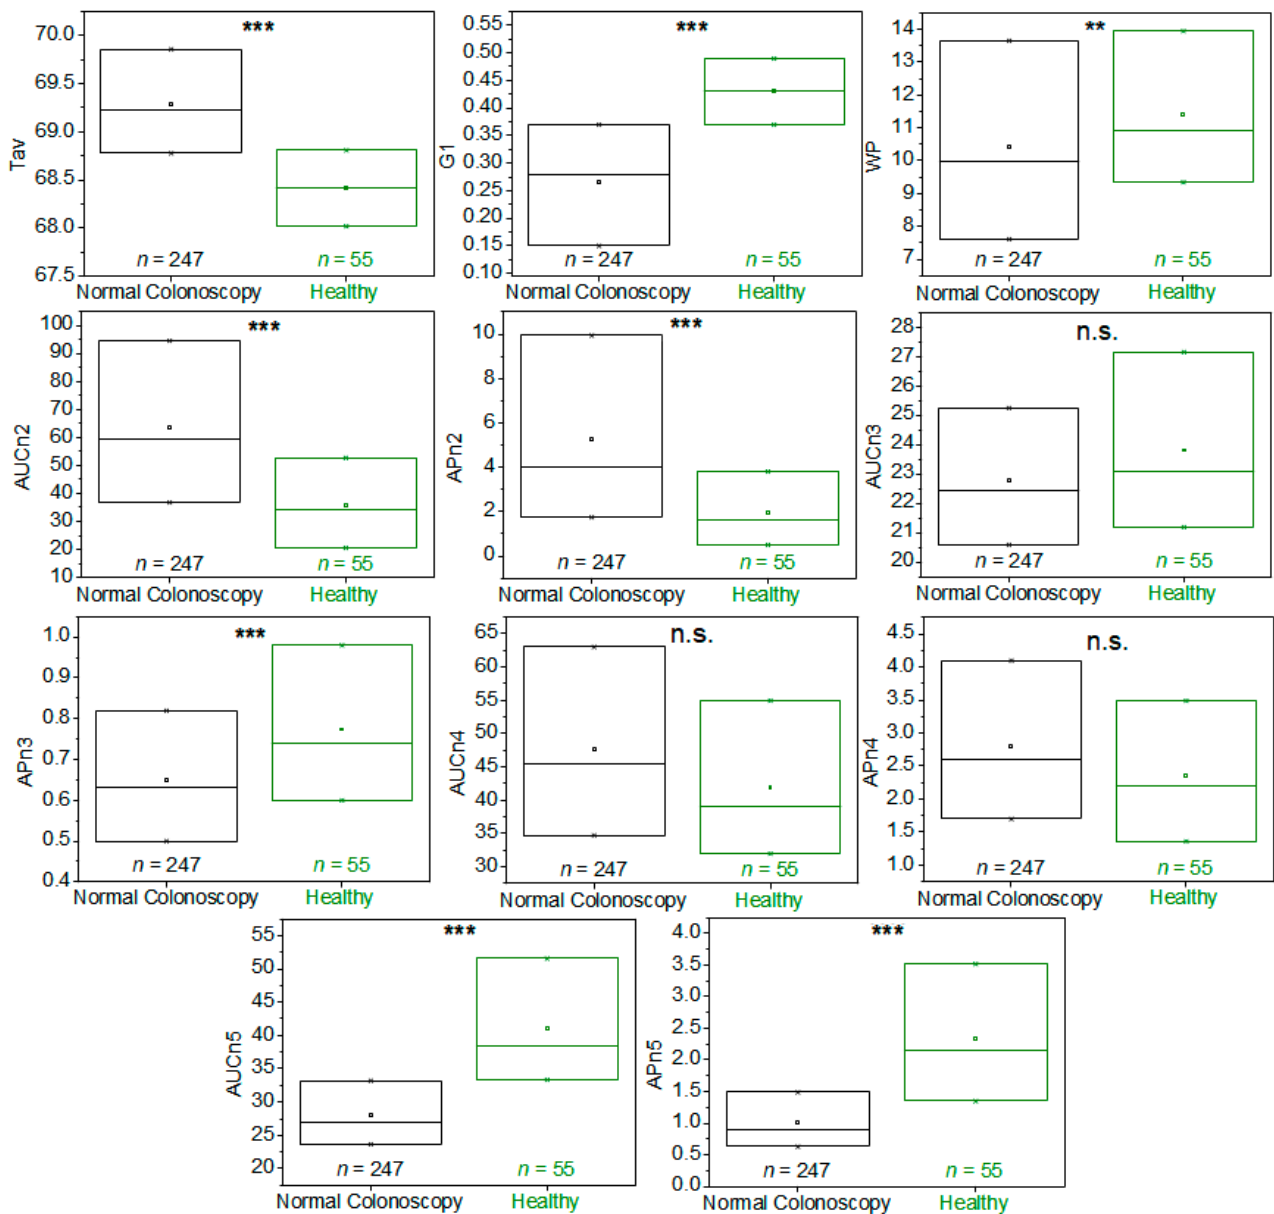 ***
70.0
69.5
69.0
68.5
68.0
67.5
Tav
n = 247
n = 55
Normal Colonoscopy
Healthy
***
0.55
0.50
0.45
0.40
0.35
0.30
0.25
0.20
0.15
0.10
G1
n = 247
n = 55
Normal Colonoscopy
Healthy
**
14
13
12
11
10
9
8
7
WP
n = 247
n = 55
Normal Colonoscopy
Healthy
***
100
90
80
70
60
50
40
30
20
10
AUCn2
n = 247
n = 55
Normal Colonoscopy
Healthy
***
10
8
6
4
2
0
APn2
n = 247
n = 55
Normal Colonoscopy
Healthy
n.s.
28
27
26
25
24
23
22
21
20
AUCn3
n = 247
n = 55
Normal Colonoscopy
Healthy
***
1.0
0.9
0.8
0.7
0.6
0.5
0.4
APn3
n = 247
n = 55
Normal Colonoscopy
Healthy
n.s.
65
60
55
50
45
40
35
30
AUCn4
n = 247
n = 55
Normal Colonoscopy
Healthy
n.s.
4.5
4.0
3.5
3.0
2.5
2.0
1.5
1.0
APn4
n = 247
n = 55
Normal Colonoscopy
Healthy
***
55
50
45
40
35
30
25
20
AUCn5
n = 247
n = 55
Normal Colonoscopy
Healthy
***
4.0
3.5
3.0
2.5
2.0
1.5
1.0
0.5
0.0
APn5
n = 247
n = 55
Normal Colonoscopy
Healthy